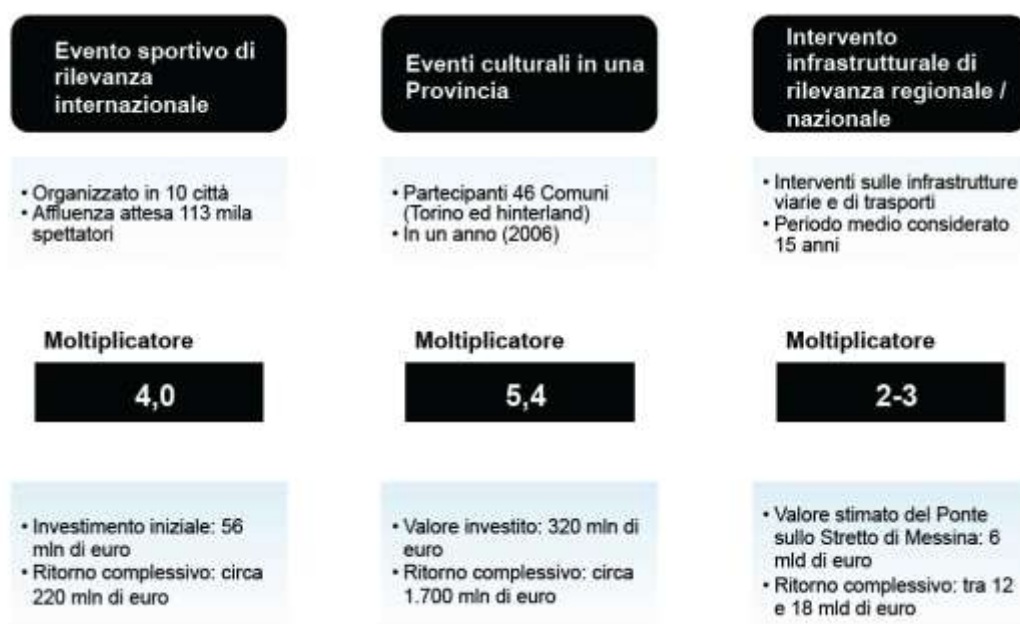 Evento sportivo di
rilevanza
internazionale
• Organizzato in 10 città
• Affluenza attesa 113 mila
spettatori
Moltiplicatore
4,0
• Investimento iniziale: 56
mln di euro
• Ritorno complessivo: circa
220 mln di euro
Eventi culturali in una
Provincia
• Partecipanti 46 Comuni
(Torino ed hinterland)
• In un anno (2006)
Moltiplicatore
5,4
• Valore investito: 320 mln di
euro
• Ritorno complessivo: circa
1.700 mln di euro
Intervento
infrastrutturale di
rilevanza regionale /
nazionale
• Interventi sulle infrastrutture
viarie e di trasporti
• Periodo medio considerato
15 anni
Moltiplicatore
2-3
• Valore stimato del Ponte
sullo Stretto di Messina: 6
mld di euro
• Ritorno complessivo: tra 12
e 18 mld di euro